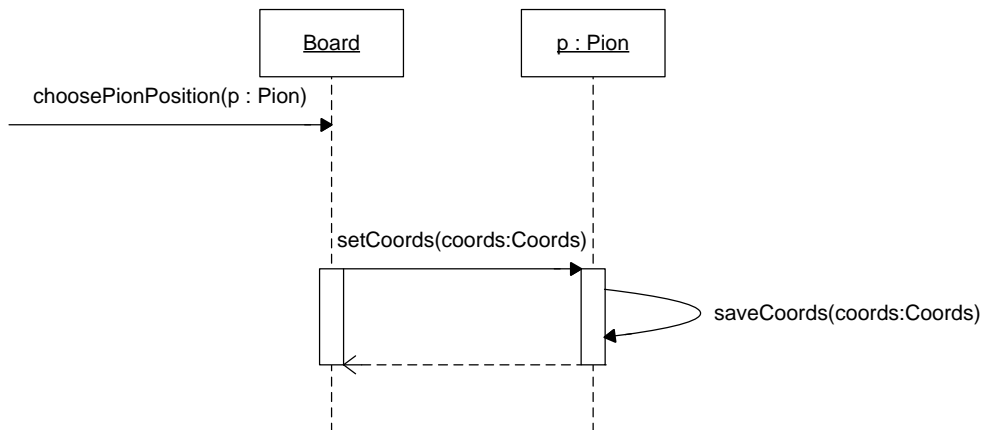 Board
p : Pion
choosePionPosition(p : Pion)
setCoords(coords:Coords)
saveCoords(coords:Coords)